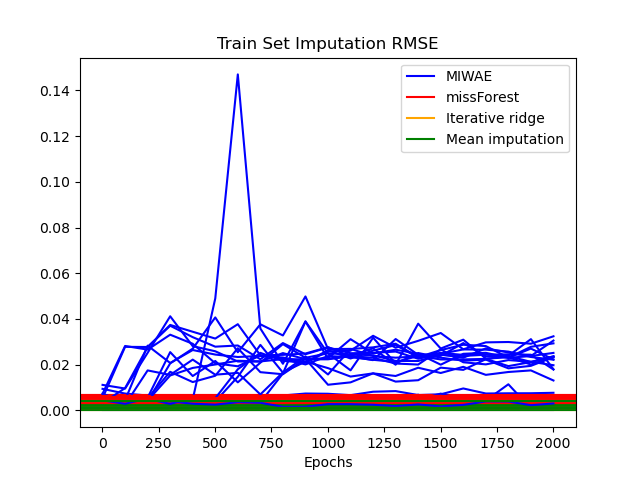 Train Set Imputation RMSE
MIWAE
missForest
Iterative ridge
Mean imputation
0.14
0.12
0.10
0.08
0.06
0.04
0.02
0.00
0 250 500 750 1000 1250 1500 1750 2000
Epochs